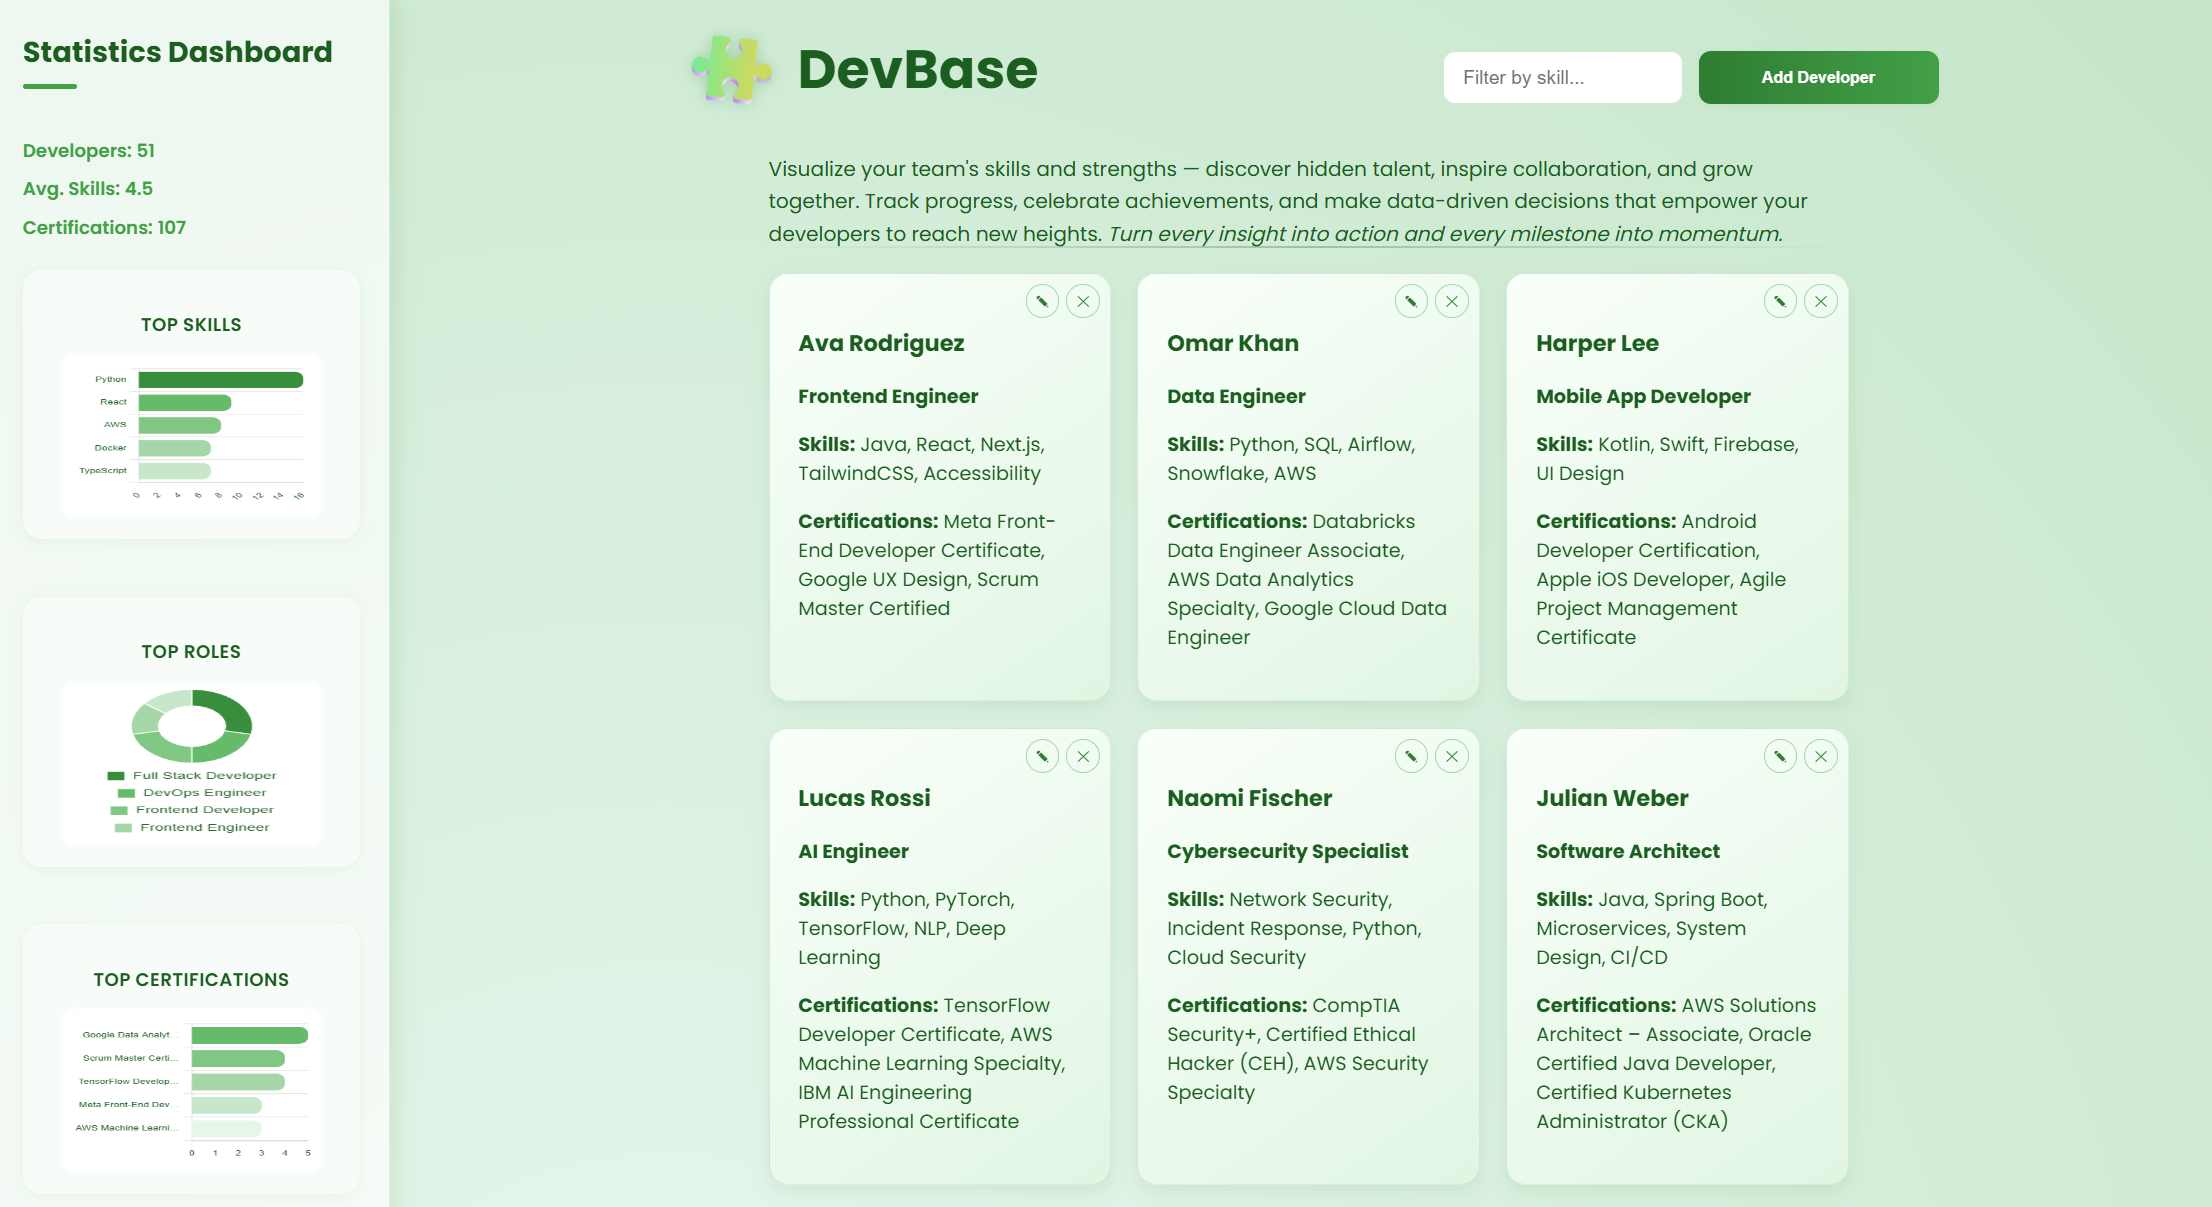 Statistics Dashboard
Developers: 51
Avg. Skills: 4.5
Certifications: 107
TOP SKILLS
Python
React
AWS
Docker
TypeScript
0 2 4 6 8 10 12 14 16
TOP ROLES
Full Stack Developer
DevOps Engineer
Frontend Developer
Frontend Engineer
TOP CERTIFICATIONS
Google Data Analyt...
Scrum Master Certi...
TensorFlow Develop...
Meta Front-End Dev...
AWS Machine Learni...
0 1 2 3 4 5
DevBase
Filter by skill...
Add Developer
Visualize your team's skills and strengths — discover hidden talent, inspire collaboration, and grow
together. Track progress, celebrate achievements, and make data-driven decisions that empower your
developers to reach new heights. Turn every insight into action and every milestone into momentum.
Ava Rodriguez
Frontend Engineer
Skills: Java, React, Next.js,
TailwindCSS, Accessibility
Certifications: Meta Front-
End Developer Certificate,
Google UX Design, Scrum
Master Certified
Omar Khan
Data Engineer
Skills: Python, SQL, Airflow,
Snowflake, AWS
Certifications: Databricks
Data Engineer Associate,
AWS Data Analytics
Specialty, Google Cloud Data
Engineer
Harper Lee
Mobile App Developer
Skills: Kotlin, Swift, Firebase,
UI Design
Certifications: Android
Developer Certification,
Apple iOS Developer, Agile
Project Management
Certificate
Lucas Rossi
AI Engineer
Skills: Python, PyTorch,
TensorFlow, NLP, Deep
Learning
Certifications: TensorFlow
Developer Certificate, AWS
Machine Learning Specialty,
IBM AI Engineering
Professional Certificate
Naomi Fischer
Cybersecurity Specialist
Skills: Network Security,
Incident Response, Python,
Cloud Security
Certifications: CompTIA
Security+, Certified Ethical
Hacker (CEH), AWS Security
Specialty
Julian Weber
Software Architect
Skills: Java, Spring Boot,
Microservices, System
Design, CI/CD
Certifications: AWS Solutions
Architect – Associate, Oracle
Certified Java Developer,
Certified Kubernetes
Administrator (CKA)